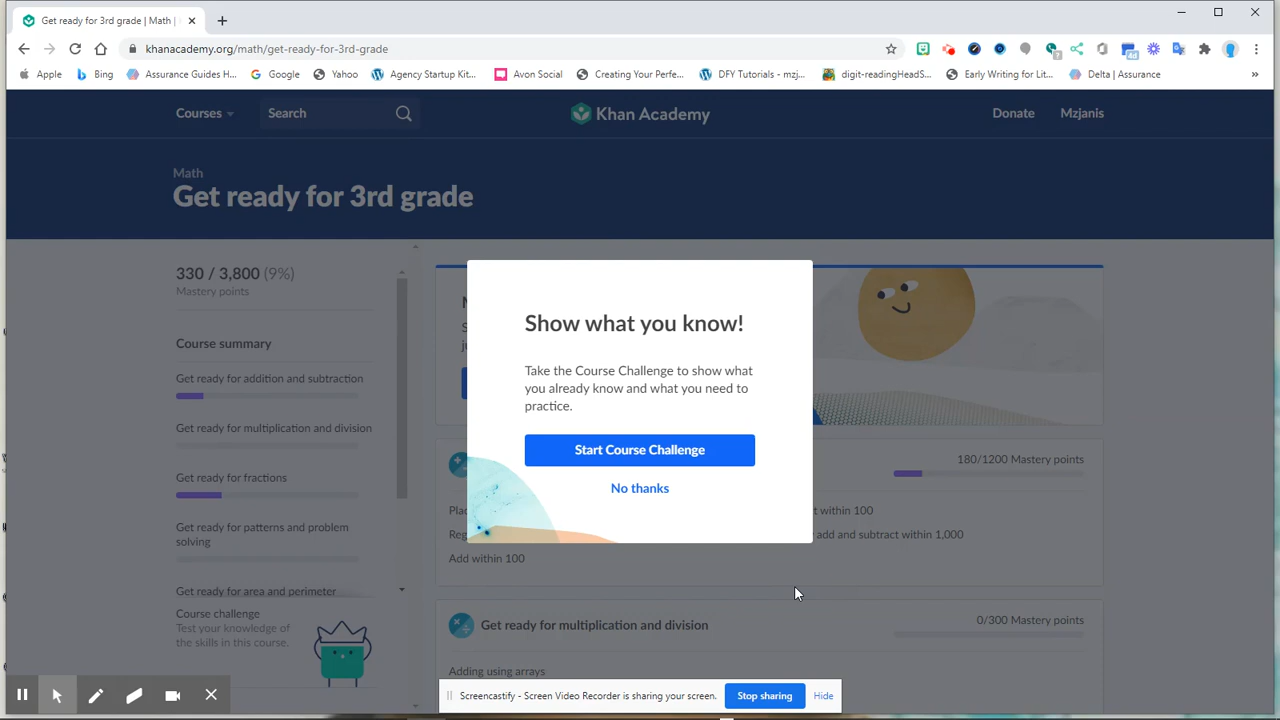 Get ready for 3rd grade | Math |
khanacademy.org/math/get-ready-for-3rd-grade
Apple Bing Assurance Guides H... Google Yahoo Agency Startup Kit... Avon Social Creating Your Perfe... DFY Tutorials - mzj... digit-readingHeadS... Early Writing for Lit... Delta | Assurance »
Courses Search Khan Academy Donate Mzjanis
Math
Get ready for 3rd grade
330 / 3,800 (9%)
Mastery points
Course summary
Get ready for addition and subtraction
Get ready for multiplication and division
Get ready for fractions
Get ready for patterns and problem
solving
Get ready for area and perimeter
Course challenge
Test your knowledge of
the skills in this course.
Show what you know!
Take the Course Challenge to show what
you already know and what you need to
practice.
Start Course Challenge
No thanks
180/1200 Mastery points
t within 100
add and subtract within 1,000
Add within 100
Get ready for multiplication and division
0/300 Mastery points
Adding using arrays
Screencastify - Screen Video Recorder is sharing your screen. Stop sharing Hide